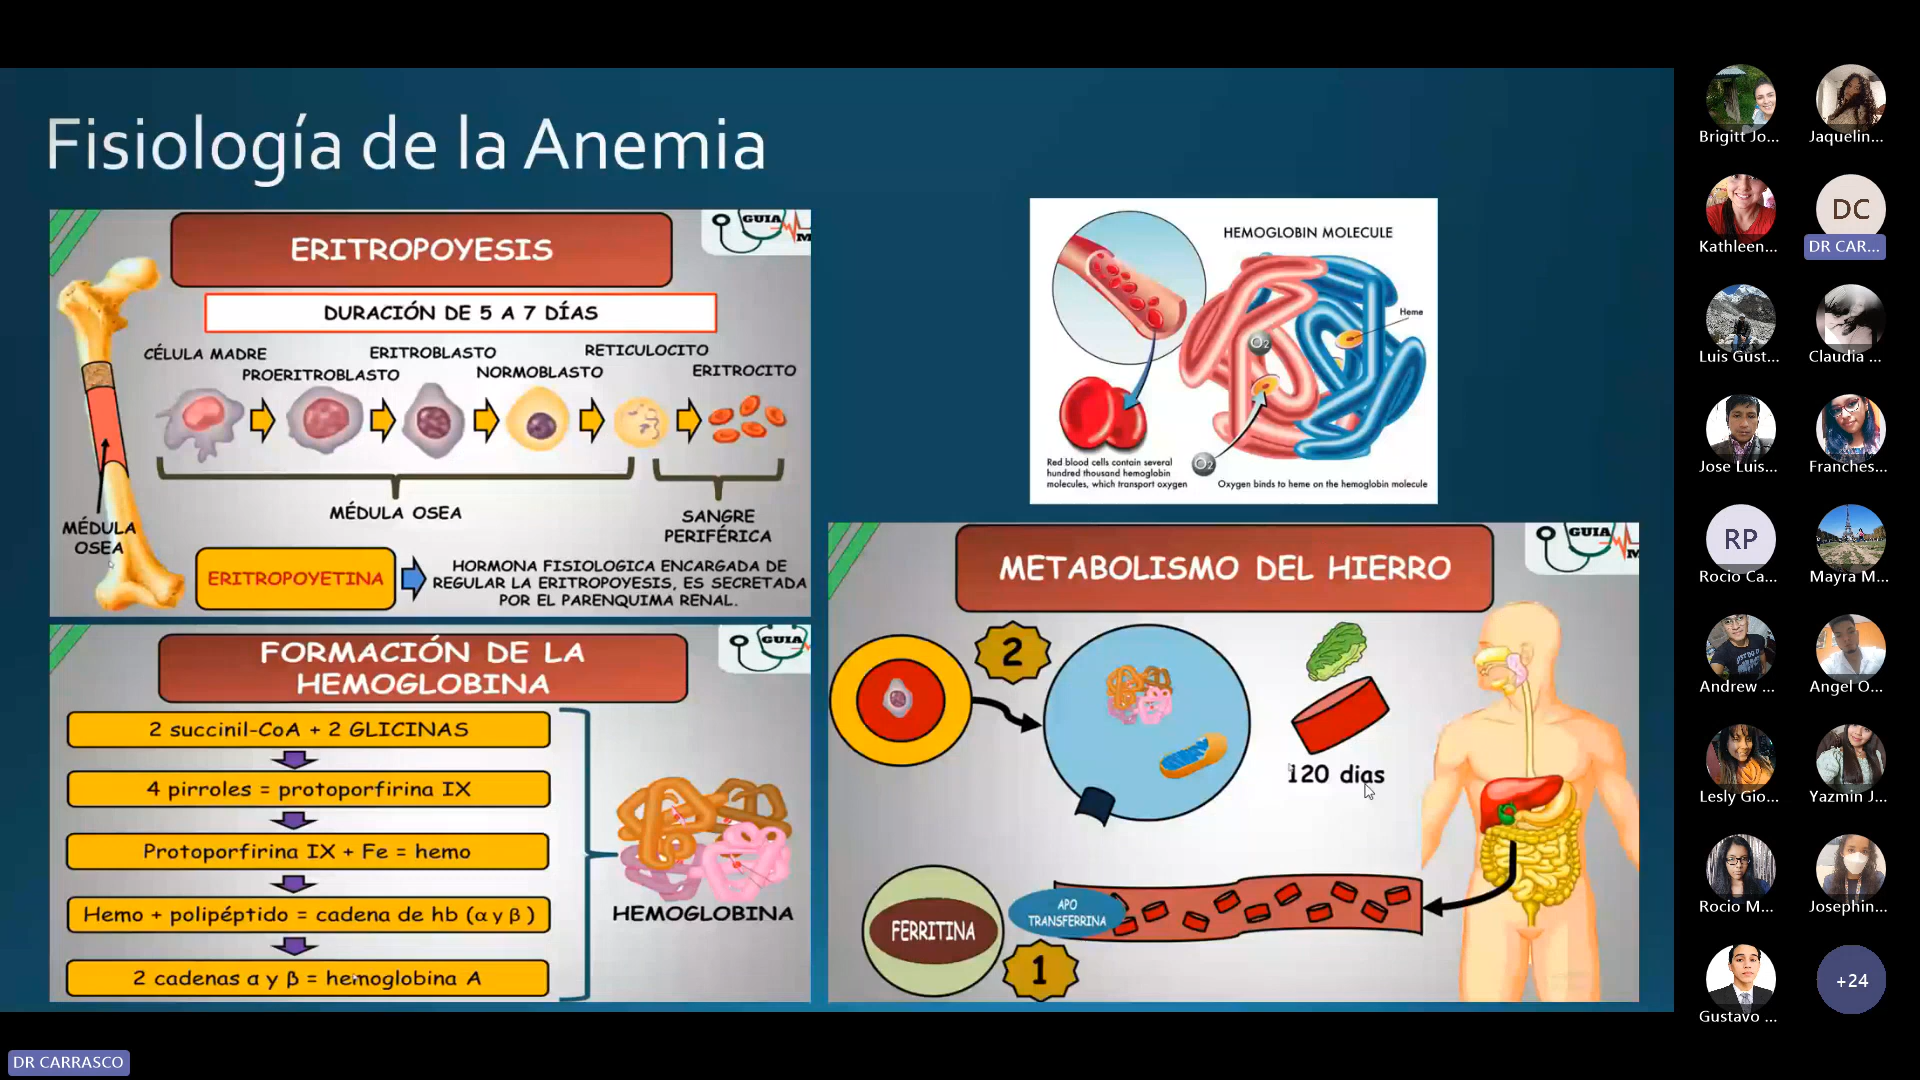 Fisiología de la Anemia
GUIA
M
ERITROPOYESIS
DURACIÓN DE 5 A 7 DÍAS
CÉLULA MADRE
PROERITROBLASTO
ERITROBLASTO
NORMOBLASTO
RETICULOCITO
ERITROCITO
MÉDULA OSEA
SANGRE
PERIFÉRICA
MÉDULA
OSEA
ERITROPOYETINA
HORMONA FISIOLOGICA ENCARGADA DE
REGULAR LA ERITROPOYESIS, ES SECRETADA
POR EL PARENQUIMA RENAL.
GUIA
FORMACIÓN DE LA
HEMOGLOBINA
2 succinil-CoA + 2 GLICINAS
4 pirroles = protoporfirina IX
Protoporfirina IX + Fe = hemo
Hemo + polipéptido = cadena de hb (α y β )
2 cadenas α y β = hemoglobina A
HEMOGLOBINA
HEMOGLOBIN MOLECULE
Heme
O2
O2
Red blood cells contain several
hundred thousand hemoglobin
molecules, which transport oxygen
Oxygen binds to heme on the hemoglobin molecule
GUIA
M
METABOLISMO DEL HIERRO
2
120 dias
FERRITINA
APO
TRANSFERRINA
1
Brigitt Jo...
Jaquelin...
Kathleen...
DC
DR CAR...
Luis Gust...
Claudia ...
Jose Luis...
Franches...
RP
Rocio Ca...
Mayra M...
Andrew ...
Angel O...
Lesly Gio...
Yazmin J...
Rocio M...
Josephin...
Gustavo ...
+24
DR CARRASCO